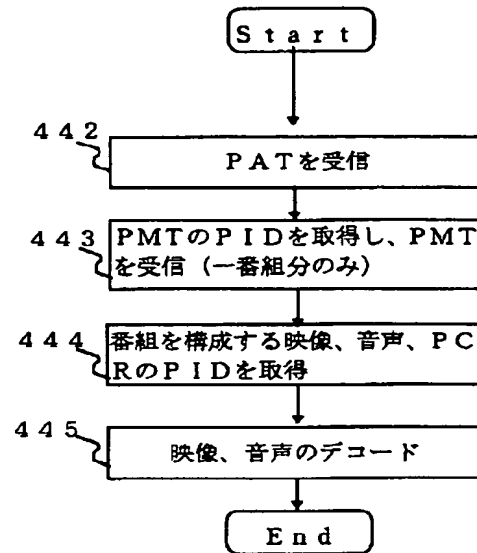 Start
442
PATを受信
443
PMTのPIDを取得し、PMT
を受信（一番組分のみ）
444
番組を構成する映像、音声、PC
RのPIDを取得
445
映像、音声のデコード
End